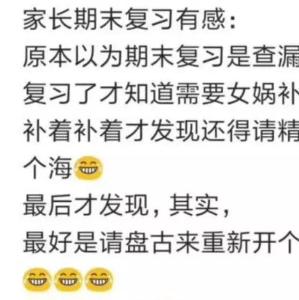 家长期末复习有感：
原本以为期末复习是查漏
复习了才知道需要女娲补
补着补着才发现还得请精
个海😂
最后才发现，其实，
最好是请盘古来重新开个
😂😂😂